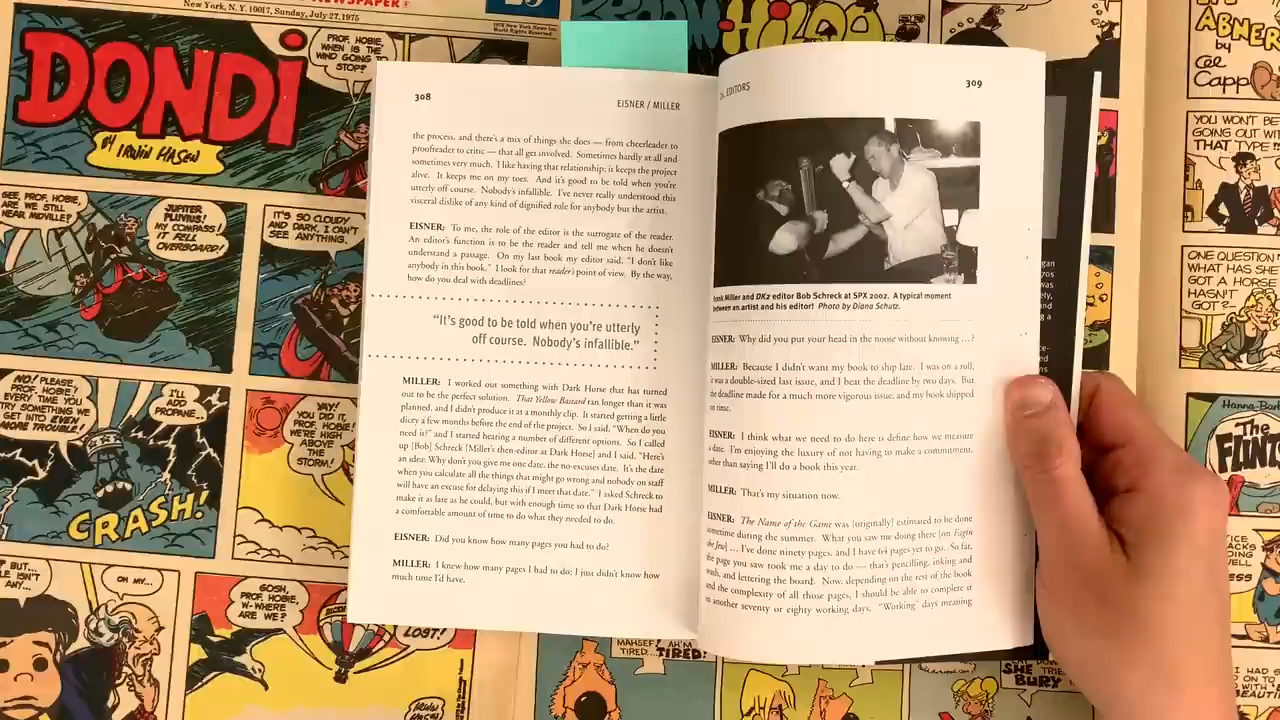 NEWSPAPER
New York, N.Y. 10017, Sunday, July 27, 1975
DONDI
BY IRWIN HASEN
PROF. HOBIE, WHEN IS THE WIND GOING TO STOP?
SEE, PROF. HOBIE, ARE WE STILL NEAR MIDVILLE?
JUPITER PLUVIUS! MY COMPASS! IT FELL OVERBOARD!
IT'S SO CLOUDY AND DARK, I CAN'T SEE ANYTHING.
NO! PLEASE, PROF. HOBIE! EVERY TIME YOU TRY SOMETHING WE GET INTO EVEN MORE TROUBLE!
I'LL ADD PROPANE...
CRASH!
YAY! YOU DID IT, PROF. HOBIE! WE'RE HIGH ABOVE THE STORM!
OH, MY...
GOSH, PROF. HOBIE, W-WHERE ARE WE?
LOST!
IRWIN HASEN
308
EISNER / MILLER
the process, and there's a mix of things she does — from cheerleader to
proofreader to critic — that all get involved. Sometimes hardly at all and
sometimes very much. I like having that relationship; it keeps the project
alive. It keeps me on my toes. And it's good to be told when you're
utterly off course. Nobody's infallible. I've never really understood this
visceral dislike of any kind of dignified role for anybody but the artist.
EISNER: To me, the role of the editor is the surrogate of the reader.
An editor's function is to be the reader and tell me when he doesn't
understand a passage. On my last book my editor said, "I don't like
anybody in this book." I look for that reader's point of view. By the way,
how do you deal with deadlines?
"It's good to be told when you're utterly
off course. Nobody's infallible."
MILLER: I worked out something with Dark Horse that has turned
out to be the perfect solution. That Yellow Bastard ran longer than it was
planned, and I didn't produce it at a monthly clip. It started getting a little
dicey a few months before the end of the project. So I said, "When do you
need it?" and I started hearing a number of different options. So I called
up [Bob] Schreck [Miller's then-editor at Dark Horse] and I said, "Here's
an idea: Why don't you give me one date, the no-excuses date. It's the date
when you calculate all the things that might go wrong and nobody on staff
will have an excuse for delaying this if I meet that date." I asked Schreck to
make it as late as he could, but with enough time so that Dark Horse had
a comfortable amount of time to do what they needed to do.
EISNER: Did you know how many pages you had to do?
MILLER: I knew how many pages I had to do; I just didn't know how
much time I'd have.
EDITORS
309
Frank Miller and DK2 editor Bob Schreck at SPX 2002. A typical moment
between an artist and his editor! Photo by Diana Schutz.
EISNER: Why did you put your head in the noose without knowing ...?
MILLER: Because I didn't want my book to ship late. I was on a roll,
it was a double-sized last issue, and I beat the deadline by two days. But
the deadline made for a much more vigorous issue, and my book shipped
on time.
EISNER: I think what we need to do here is define how we measure
a date. I'm enjoying the luxury of not having to make a commitment,
other than saying I'll do a book this year.
MILLER: That's my situation now.
EISNER: The Name of the Game was [originally] estimated to be done
sometime during the summer. What you saw me doing there [on Fagin
the Jew] ... I've done ninety pages, and I have 64 pages yet to go. So far,
the page you saw took me a day to do — that's pencilling, inking and
wash, and lettering the board. Now, depending on the rest of the book
and the complexity of all those pages, I should be able to complete it
in another seventy or eighty working days. "Working" days meaning
ABNER
by
Al
Capp
YOU WON'T BE GOING OUT WITH THAT TYPE
ONE QUESTION
WHAT HAS SHE GOT A HORSE HASN'T GOT?
Hanna-Bar
The
TIRED... AH'M TIRED!
SHE
BURY